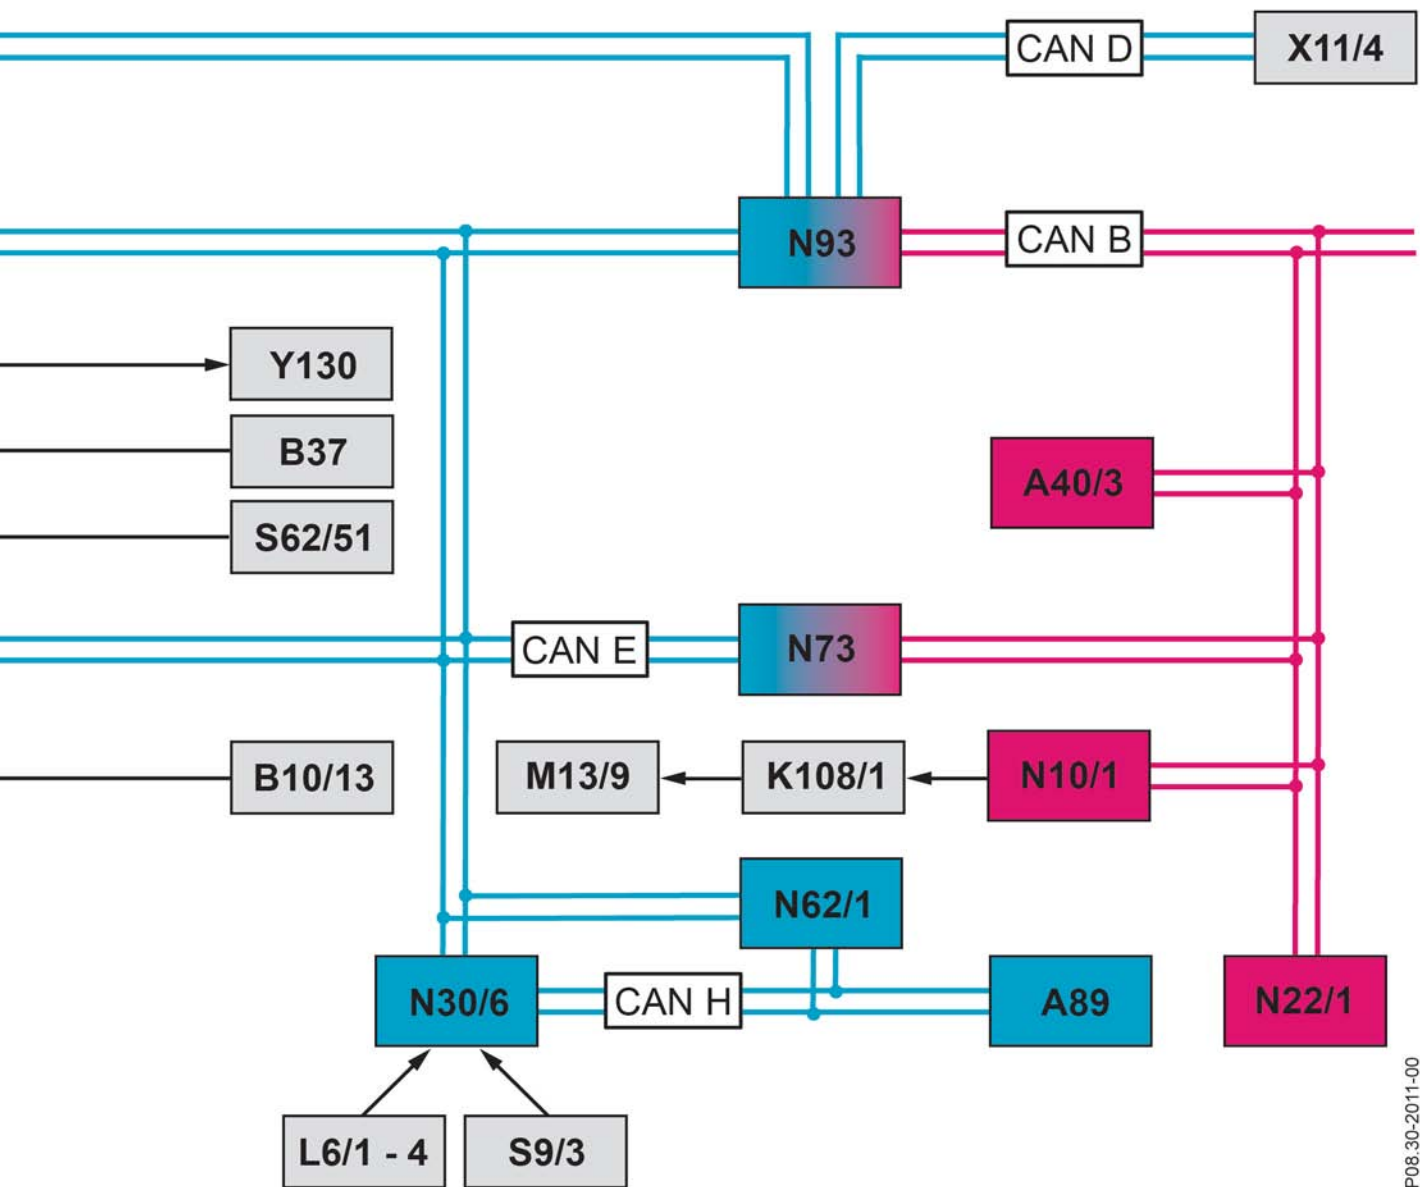 CAN D
X11/4
N93
CAN B
Y130
B37
A40/3
S62/51
CAN E
N73
B10/13
M13/9
K108/1
N10/1
N62/1
N30/6
CAN H
A89
N22/1
L6/1 - 4
S9/3
P08.30-2011-00